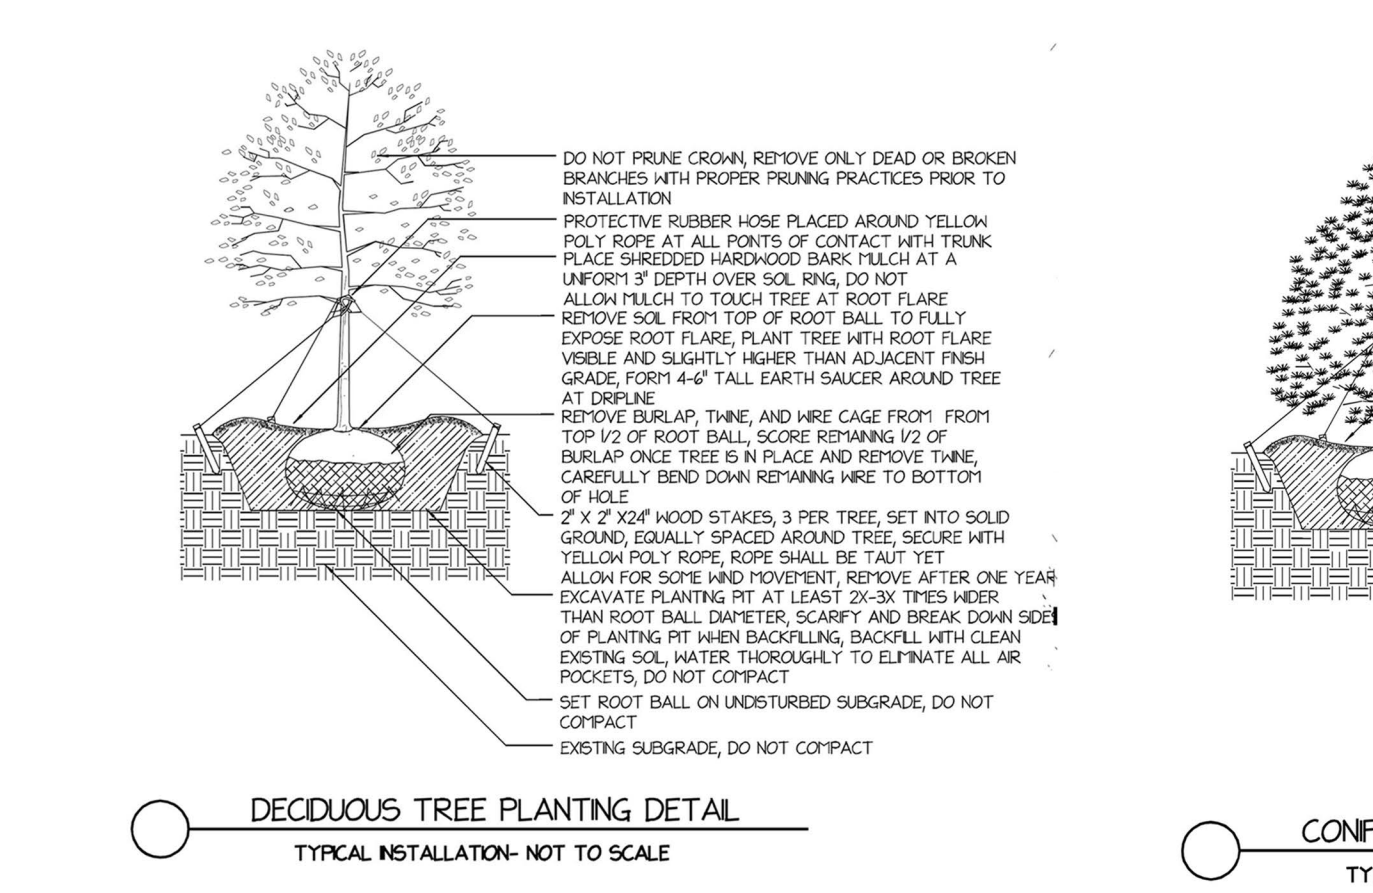 DO NOT PRUNE CROWN, REMOVE ONLY DEAD OR BROKEN
BRANCHES WITH PROPER PRUNING PRACTICES PRIOR TO
INSTALLATION
PROTECTIVE RUBBER HOSE PLACED AROUND YELLOW
POLY ROPE AT ALL POINTS OF CONTACT WITH TRUNK
PLACE SHREDDED HARDWOOD BARK MULCH AT A
UNIFORM 3" DEPTH OVER SOIL RING, DO NOT
ALLOW MULCH TO TOUCH TREE AT ROOT FLARE
REMOVE SOIL FROM TOP OF ROOT BALL TO FULLY
EXPOSE ROOT FLARE, PLANT TREE WITH ROOT FLARE
VISIBLE AND SLIGHTLY HIGHER THAN ADJACENT FINISH
GRADE, FORM 4-6" TALL EARTH SAUCER AROUND TREE
AT DRIPLINE
REMOVE BURLAP, TWINE, AND WIRE CAGE FROM FROM
TOP 1/2 OF ROOT BALL, SCORE REMAINING 1/2 OF
BURLAP ONCE TREE IS IN PLACE AND REMOVE TWINE,
CAREFULLY BEND DOWN REMAINING WIRE TO BOTTOM
OF HOLE
2" X 2" X24" WOOD STAKES, 3 PER TREE, SET INTO SOLID
GROUND, EQUALLY SPACED AROUND TREE, SECURE WITH
YELLOW POLY ROPE, ROPE SHALL BE TAUT YET
ALLOW FOR SOME WIND MOVEMENT, REMOVE AFTER ONE YEAR
EXCAVATE PLANTING PIT AT LEAST 2X-3X TIMES WIDER
THAN ROOT BALL DIAMETER, SCARIFY AND BREAK DOWN SIDES
OF PLANTING PIT WHEN BACKFILLING, BACKFILL WITH CLEAN
EXISTING SOIL, WATER THOROUGHLY TO ELIMINATE ALL AIR
POCKETS, DO NOT COMPACT
SET ROOT BALL ON UNDISTURBED SUBGRADE, DO NOT
COMPACT
EXISTING SUBGRADE, DO NOT COMPACT
DECIDUOUS TREE PLANTING DETAIL
TYPICAL INSTALLATION- NOT TO SCALE
CONIF
TY